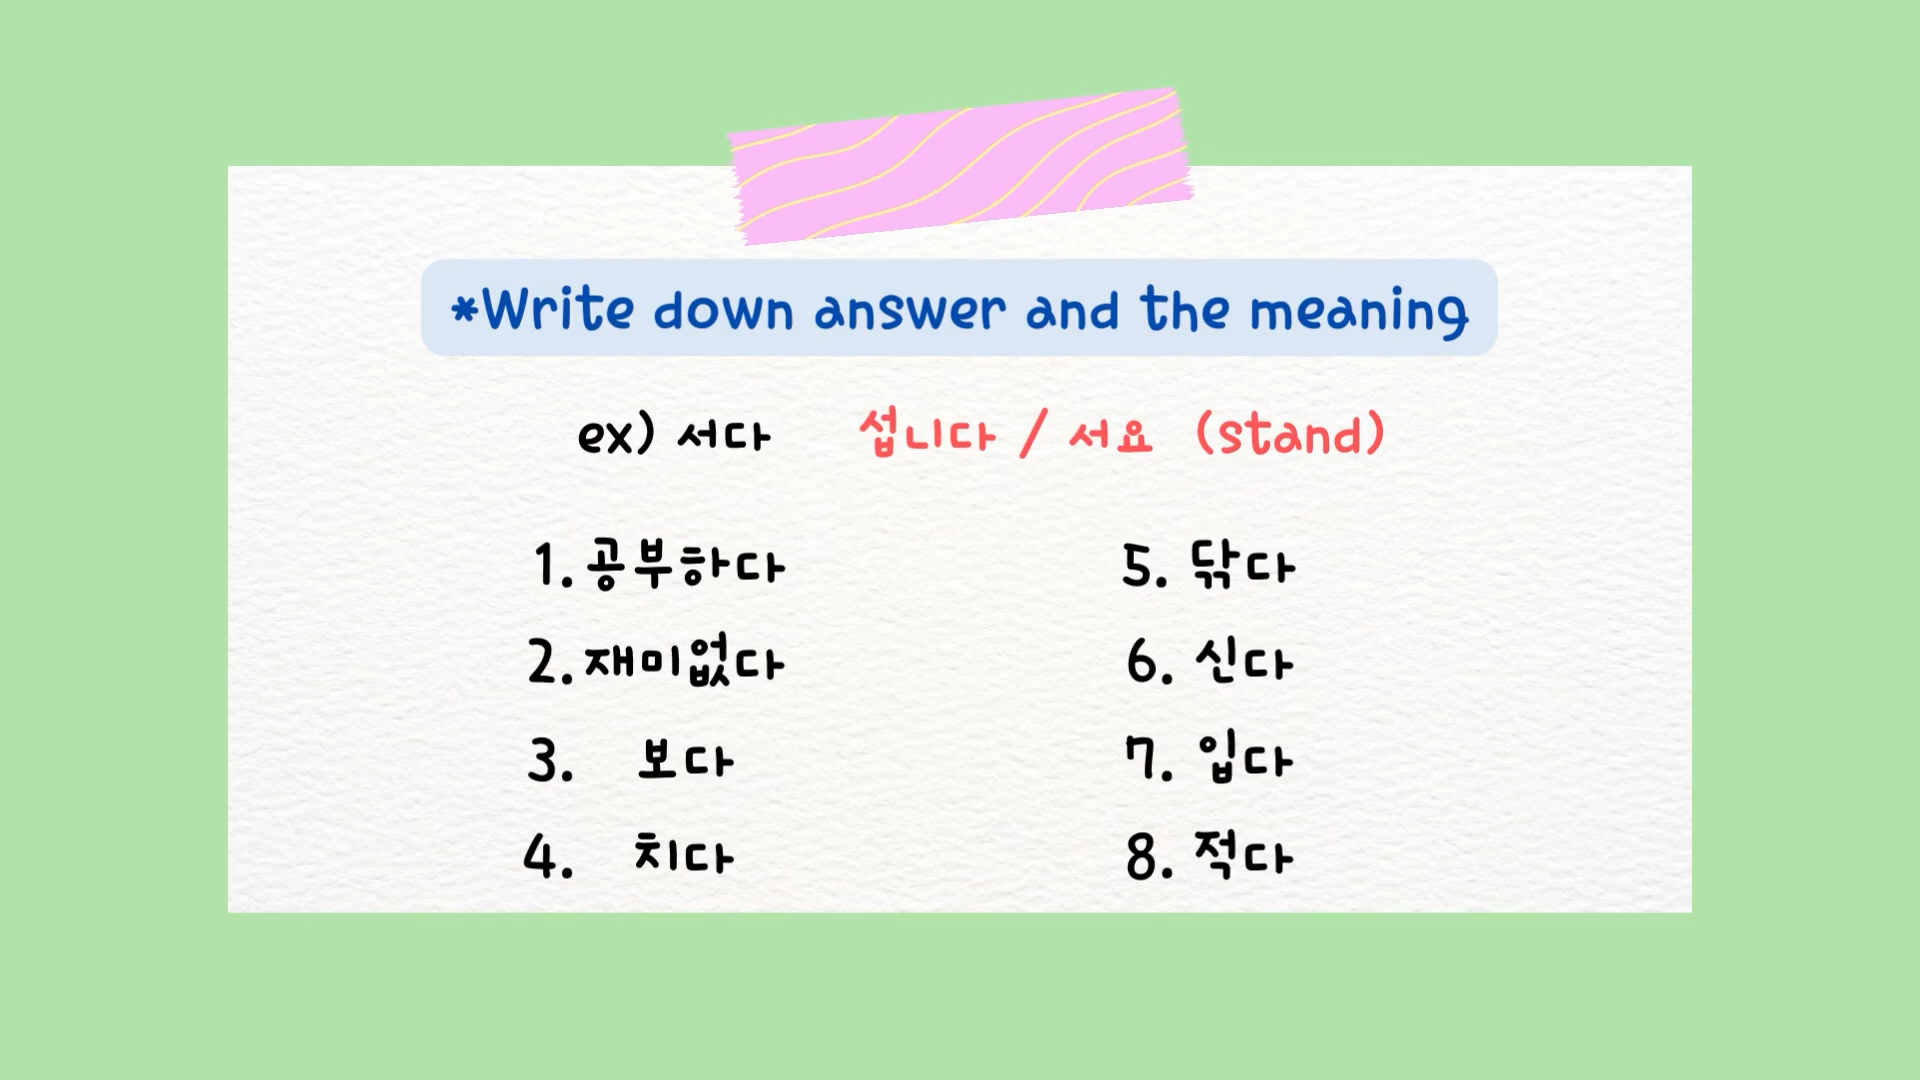 *Write down answer and the meaning
ex) 서다 섭니다 / 서요 (stand)
1. 공부하다
2. 재미없다
3. 보다
4. 치다
5. 닦다
6. 신다
7. 입다
8. 적다